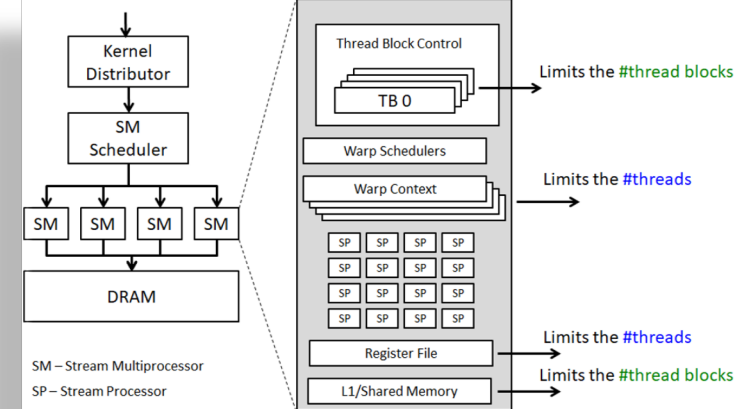 Kernel
Distributor
SM
Scheduler
SM SM SM SM
DRAM
SM – Stream Multiprocessor
SP – Stream Processor
Thread Block Control
TB 0
Limits the #thread blocks
Warp Schedulers
Warp Context
Limits the #threads
SP SP SP SP
SP SP SP SP
SP SP SP SP
SP SP SP SP
Register File
Limits the #threads
L1/Shared Memory
Limits the #thread blocks